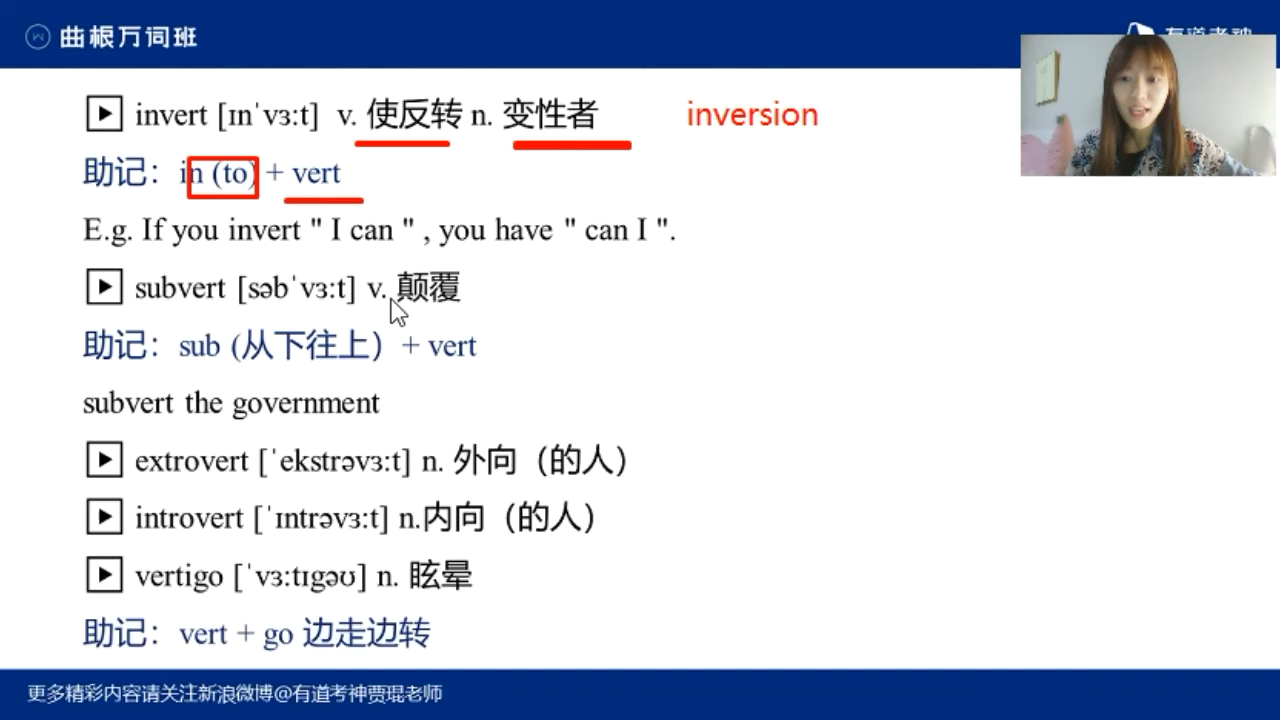 曲根万词班
有道考神
invert [ɪnˈvɜːt] v. 使反转 n. 变性者 inversion
助记：in (to) + vert
E.g. If you invert " I can " , you have " can I ".
subvert [səbˈvɜːt] v. 颠覆
助记：sub (从下往上）+ vert
subvert the government
extrovert [ˈekstrəvɜːt] n. 外向（的人）
introvert [ˈɪntrəvɜːt] n.内向（的人）
vertigo [ˈvɜːtɪgəʊ] n. 眩晕
助记：vert + go 边走边转
更多精彩内容请关注新浪微博@有道考神贾琨老师